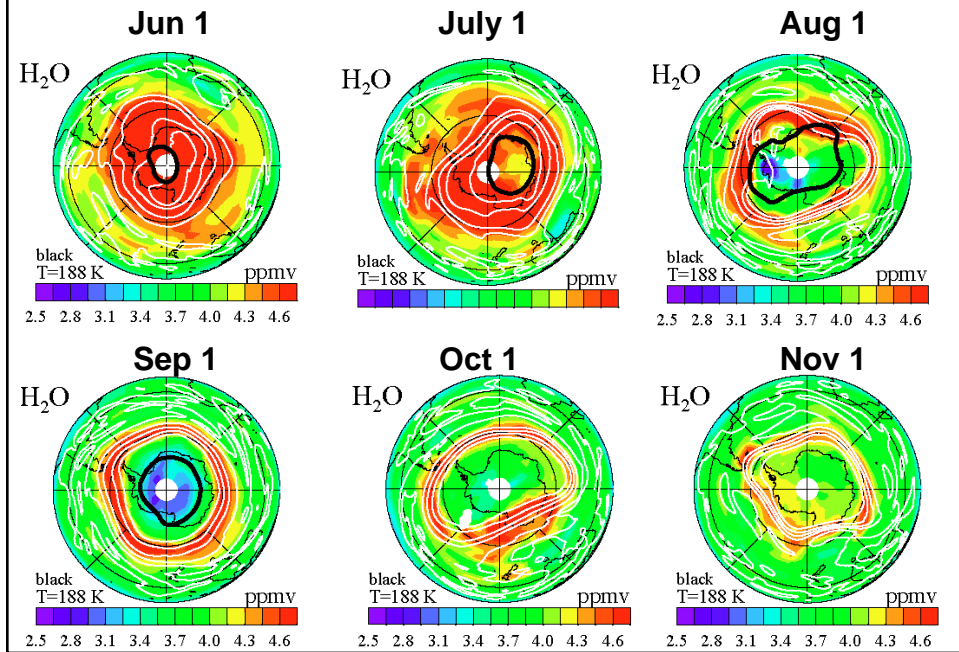 Jun 1
H₂O
black
T=188 K
ppmv
2.5 2.8 3.1 3.4 3.7 4.0 4.3 4.6
July 1
H₂O
black
T=188 K
ppmv
Aug 1
H₂O
black
T=188 K
ppmv
2.5 2.8 3.1 3.4 3.7 4.0 4.3 4.6
Sep 1
H₂O
black
T=188 K
ppmv
2.5 2.8 3.1 3.4 3.7 4.0 4.3 4.6
Oct 1
H₂O
black
T=188 K
ppmv
2.5 2.8 3.1 3.4 3.7 4.0 4.3 4.6
Nov 1
H₂O
black
T=188 K
ppmv
2.5 2.8 3.1 3.4 3.7 4.0 4.3 4.6